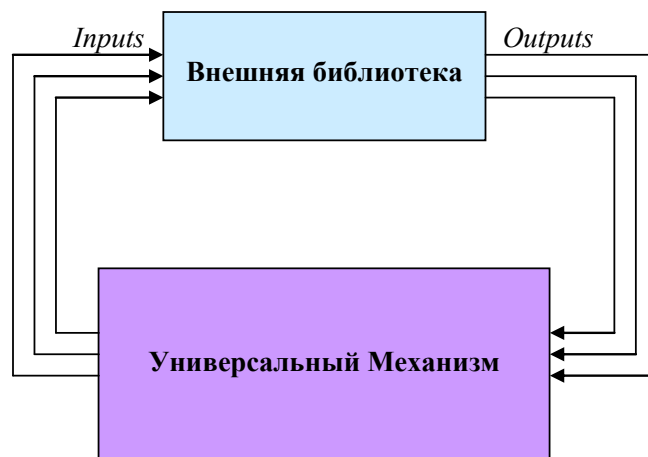 Inputs
Outputs
Внешняя библиотека
Универсальный Механизм